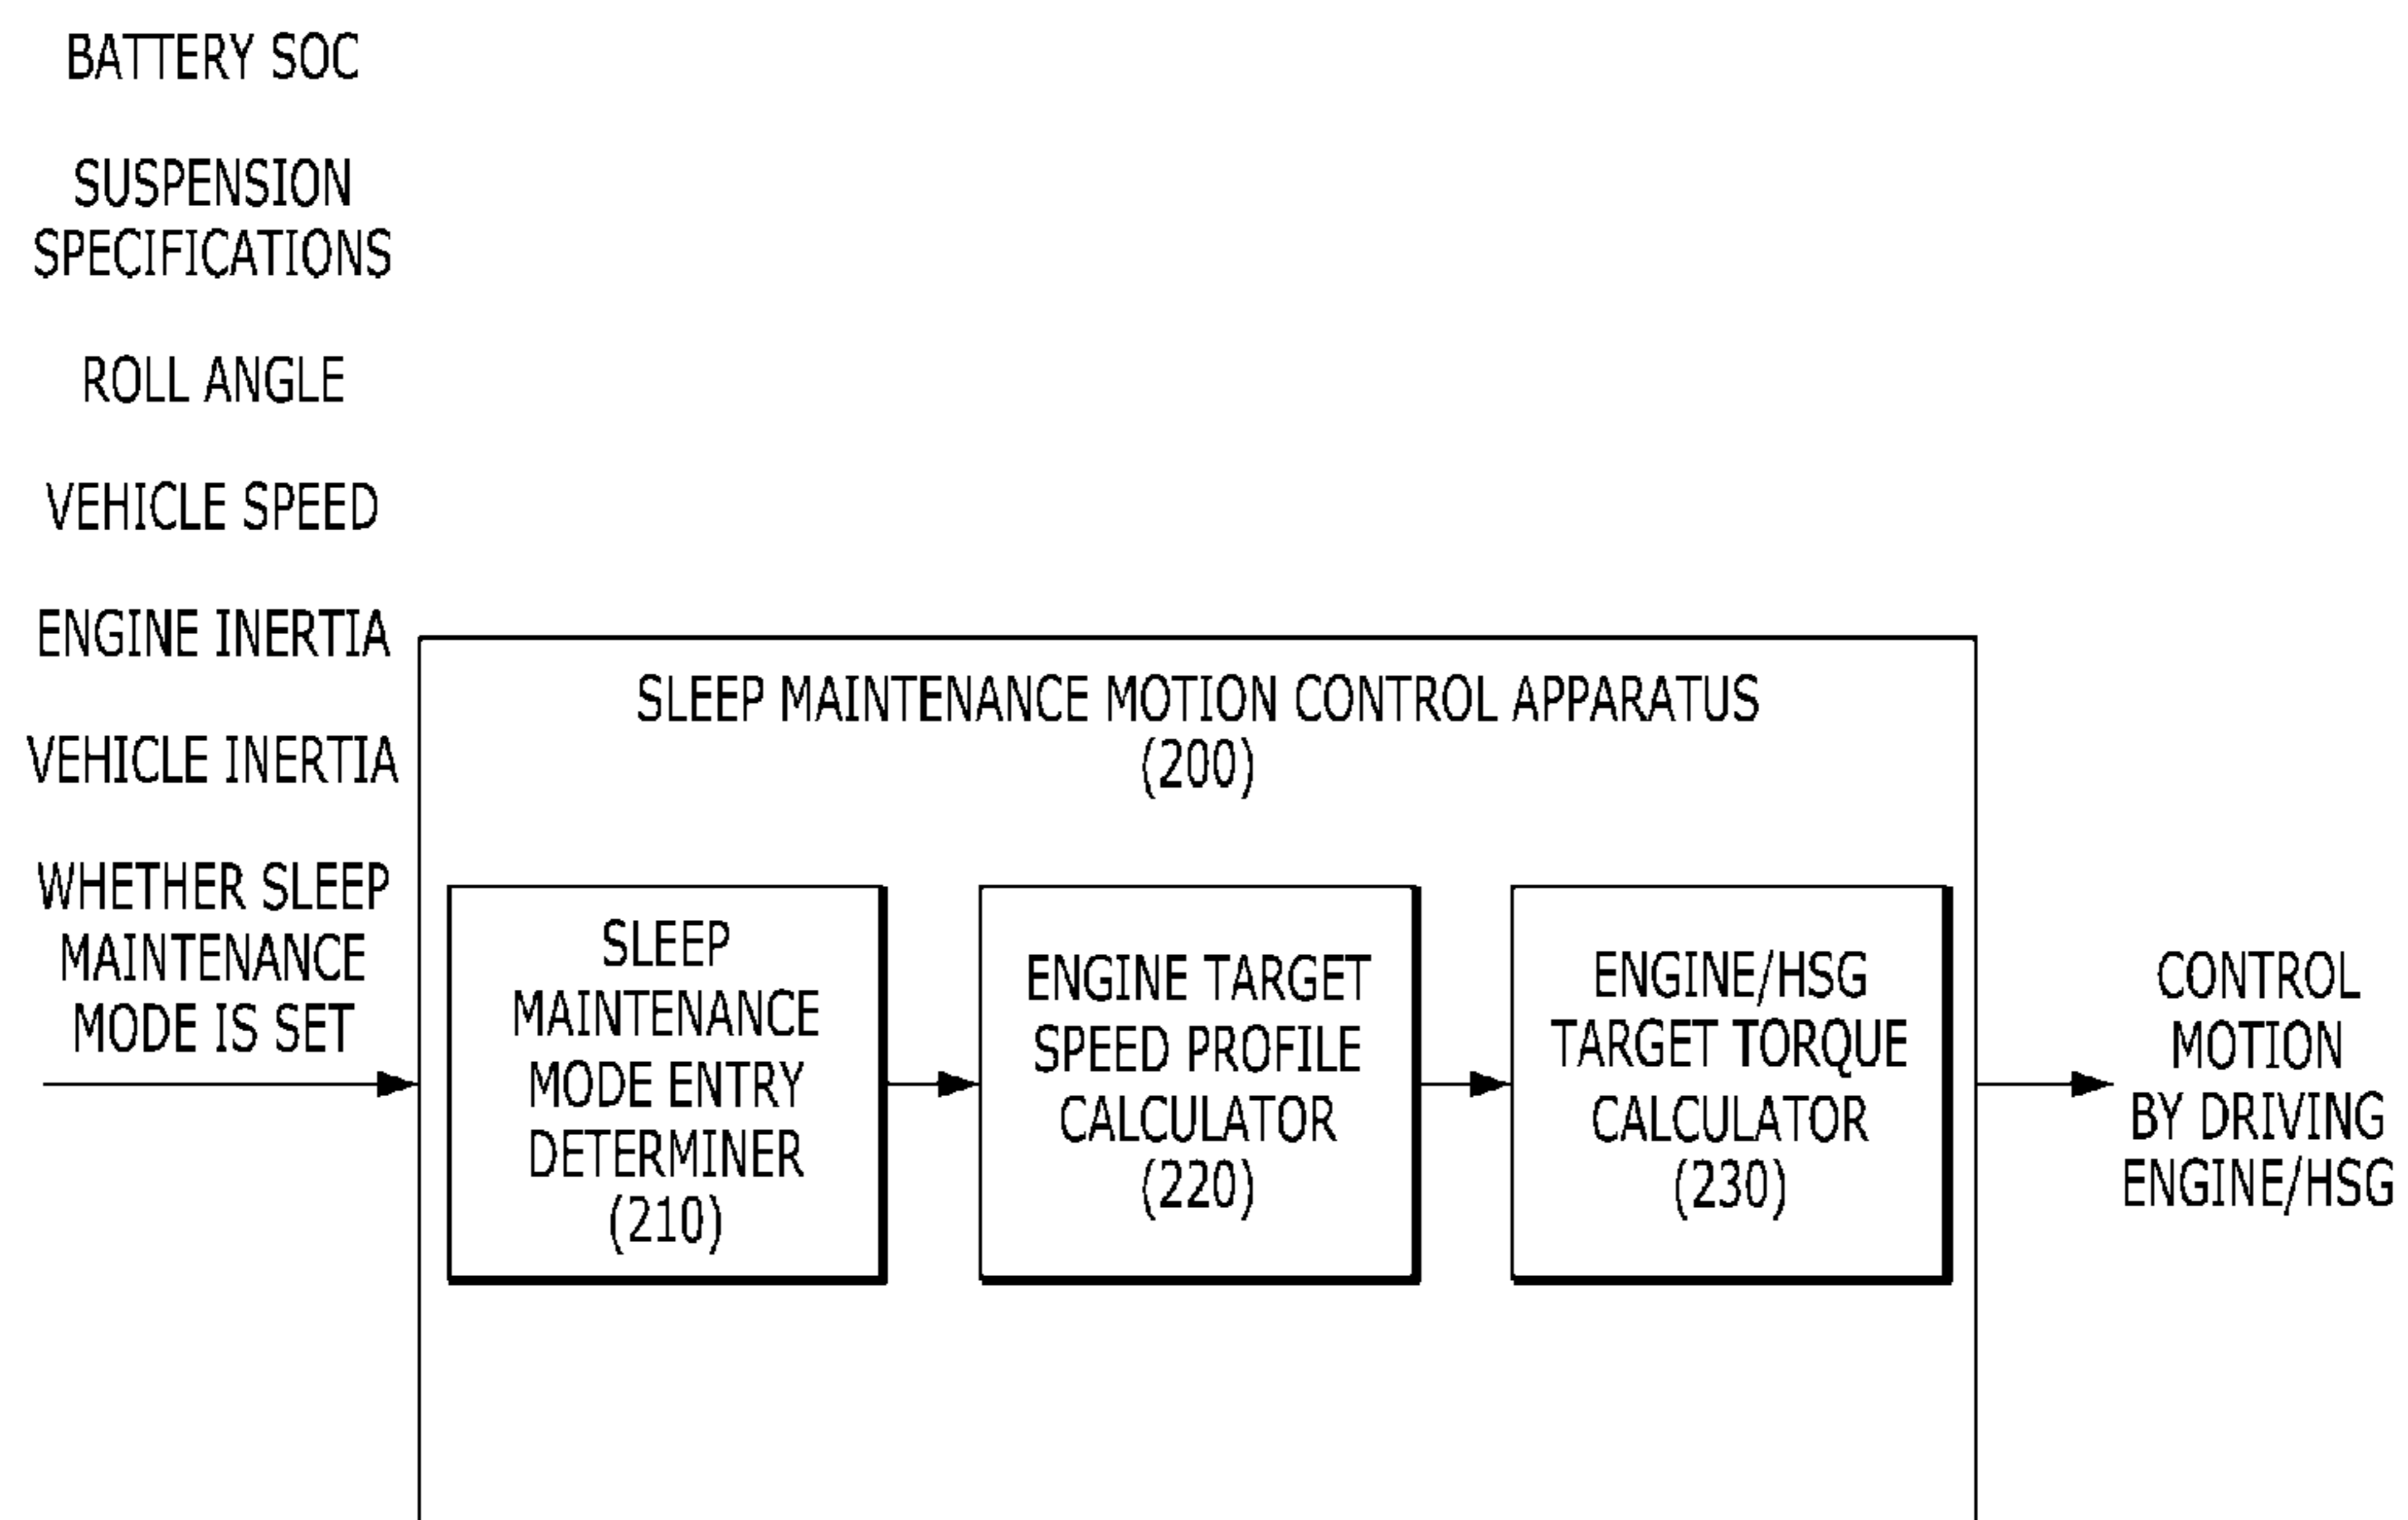 BATTERY SOC
SUSPENSION
SPECIFICATIONS
ROLL ANGLE
VEHICLE SPEED
ENGINE INERTIA
VEHICLE INERTIA
WHETHER SLEEP
MAINTENANCE
MODE IS SET
SLEEP MAINTENANCE MOTION CONTROL APPARATUS
(200)
SLEEP
MAINTENANCE
MODE ENTRY
DETERMINER
(210)
ENGINE TARGET
SPEED PROFILE
CALCULATOR
(220)
ENGINE/HSG
TARGET TORQUE
CALCULATOR
(230)
CONTROL
MOTION
BY DRIVING
ENGINE/HSG